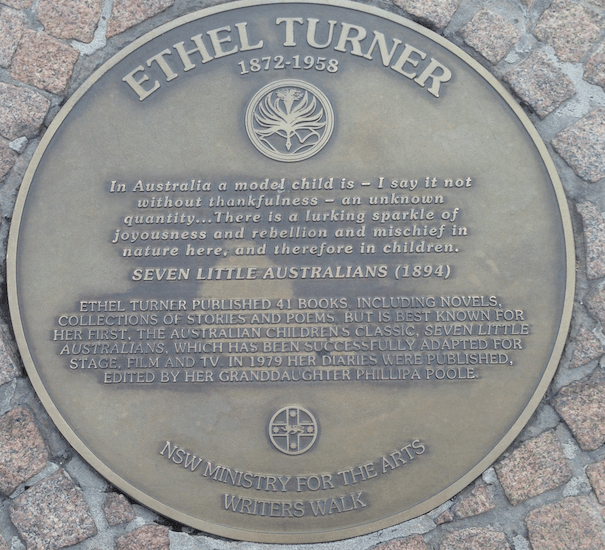 ETHEL TURNER
1872-1958
In Australia a model child is – I say it not
without thankfulness – an unknown
quantity...There is a lurking sparkle of
joyousness and rebellion and mischief in
nature here, and therefore in children.
SEVEN LITTLE AUSTRALIANS (1894)
ETHEL TURNER PUBLISHED 41 BOOKS, INCLUDING NOVELS,
COLLECTIONS OF STORIES AND POEMS. BUT IS BEST KNOWN FOR
HER FIRST, THE AUSTRALIAN CHILDREN'S CLASSIC, SEVEN LITTLE
AUSTRALIANS, WHICH HAS BEEN SUCCESSFULLY ADAPTED FOR
STAGE, FILM AND TV. IN 1979 HER DIARIES WERE PUBLISHED,
EDITED BY HER GRANDDAUGHTER PHILLIPA POOLE.
NSW MINISTRY FOR THE ARTS
WRITERS WALK